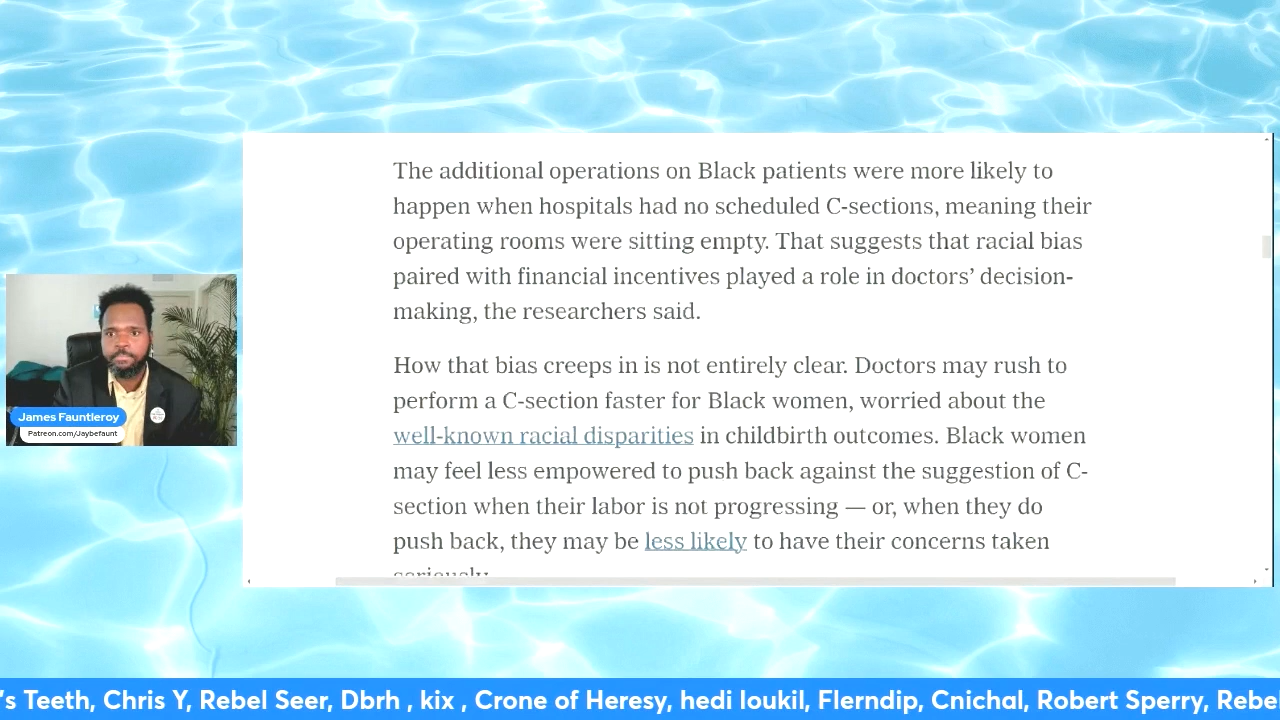 The additional operations on Black patients were more likely to
happen when hospitals had no scheduled C-sections, meaning their
operating rooms were sitting empty. That suggests that racial bias
paired with financial incentives played a role in doctors’ decision-
making, the researchers said.
How that bias creeps in is not entirely clear. Doctors may rush to
perform a C-section faster for Black women, worried about the
well-known racial disparities in childbirth outcomes. Black women
may feel less empowered to push back against the suggestion of C-
section when their labor is not progressing — or, when they do
push back, they may be less likely to have their concerns taken
seriously.
James Fauntleroy
Patreon.com/Jaybefaunt
's Teeth, Chris Y, Rebel Seer, Dbrh , kix , Crone of Heresy, hedi loukil, Flerndip, Cnichal, Robert Sperry, Rebe